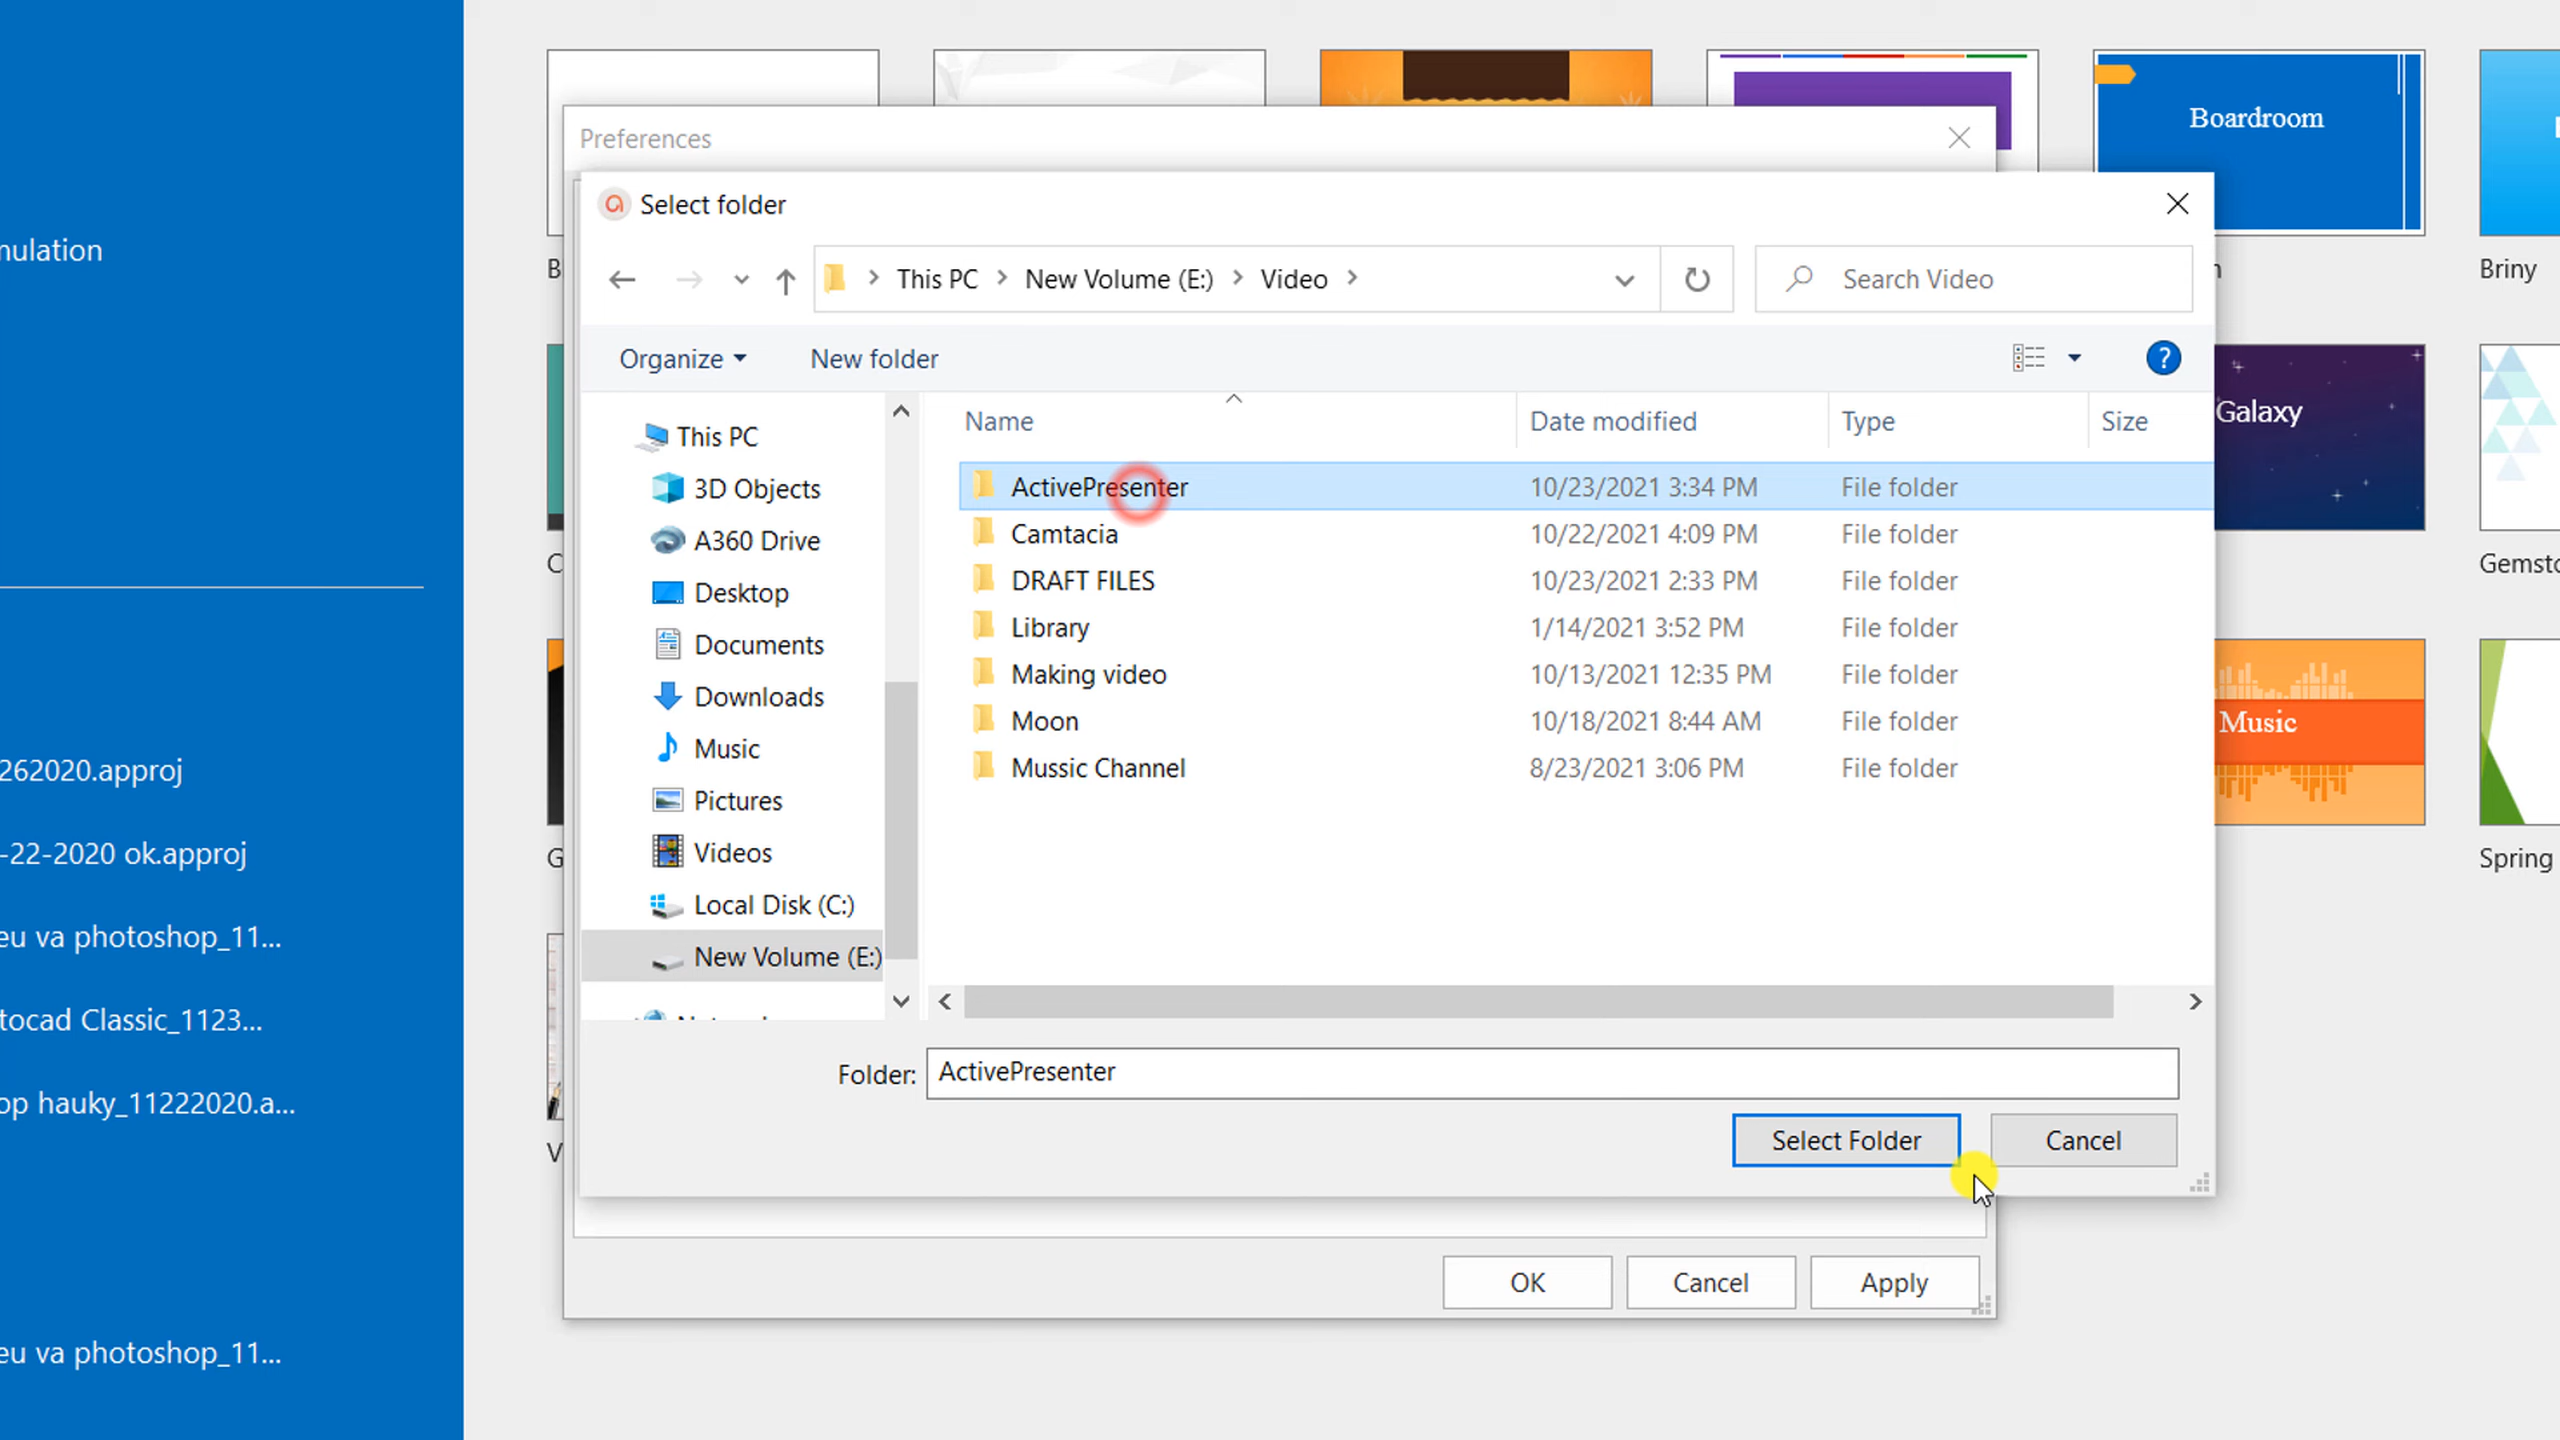 Preferences
Boardroom
Select folder
This PC
New Volume (E:)
Video
Search Video
Organize
New folder
Name
Date modified
Type
Size
This PC
3D Objects
A360 Drive
Desktop
Documents
Downloads
Music
Pictures
Videos
Local Disk (C:)
New Volume (E:)
ActivePresenter 10/23/2021 3:34 PM File folder
Camtacia 10/22/2021 4:09 PM File folder
DRAFT FILES 10/23/2021 2:33 PM File folder
Library 1/14/2021 3:52 PM File folder
Making video 10/13/2021 12:35 PM File folder
Moon 10/18/2021 8:44 AM File folder
Mussic Channel 8/23/2021 3:06 PM File folder
Folder: ActivePresenter
Select Folder
Cancel
OK
Cancel
Apply
mulation
262020.approj
-22-2020 ok.approj
eu va photoshop_11...
tocad Classic_1123...
op hauky_11222020.a...
eu va photoshop_11...
B
C
G
V
n
Briny
Galaxy
Gemsto
Music
Spring